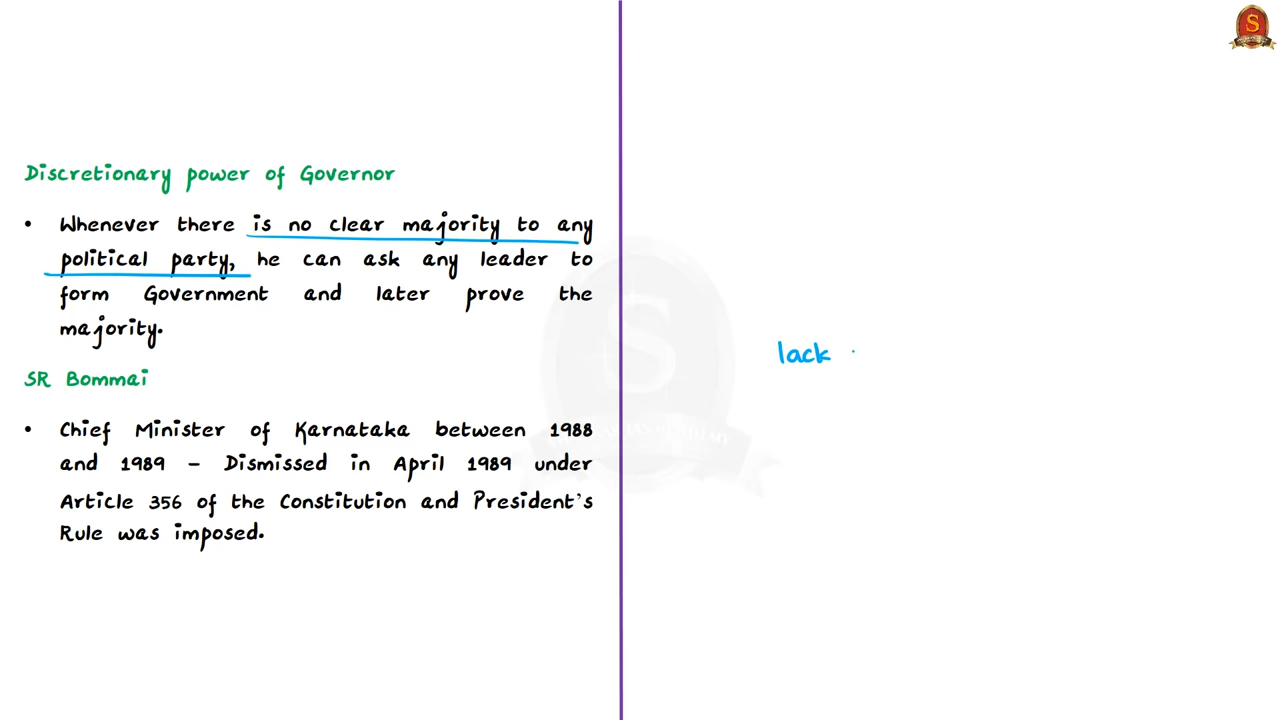 Discretionary power of Governor
• Whenever there is no clear majority to any
political party, he can ask any leader to
form Government and later prove the
majority.
SR Bommai
• Chief Minister of Karnataka between 1988
and 1989 – Dismissed in April 1989 under
Article 356 of the Constitution and President's
Rule was imposed.
lack
S